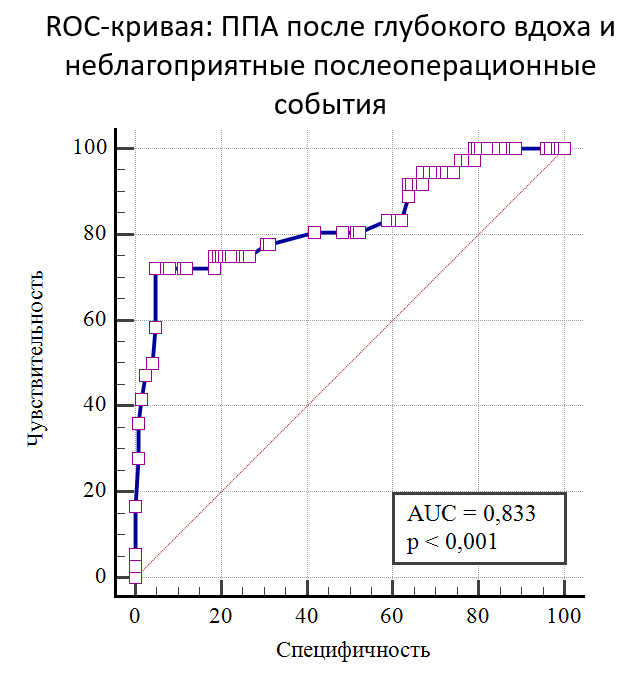 ROC-кривая: ППА после глубокого вдоха и
неблагоприятные послеоперационные
события
Чувствительность
100
80
60
40
20
0
AUC = 0,833
p < 0,001
0 20 40 60 80 100
Специфичность